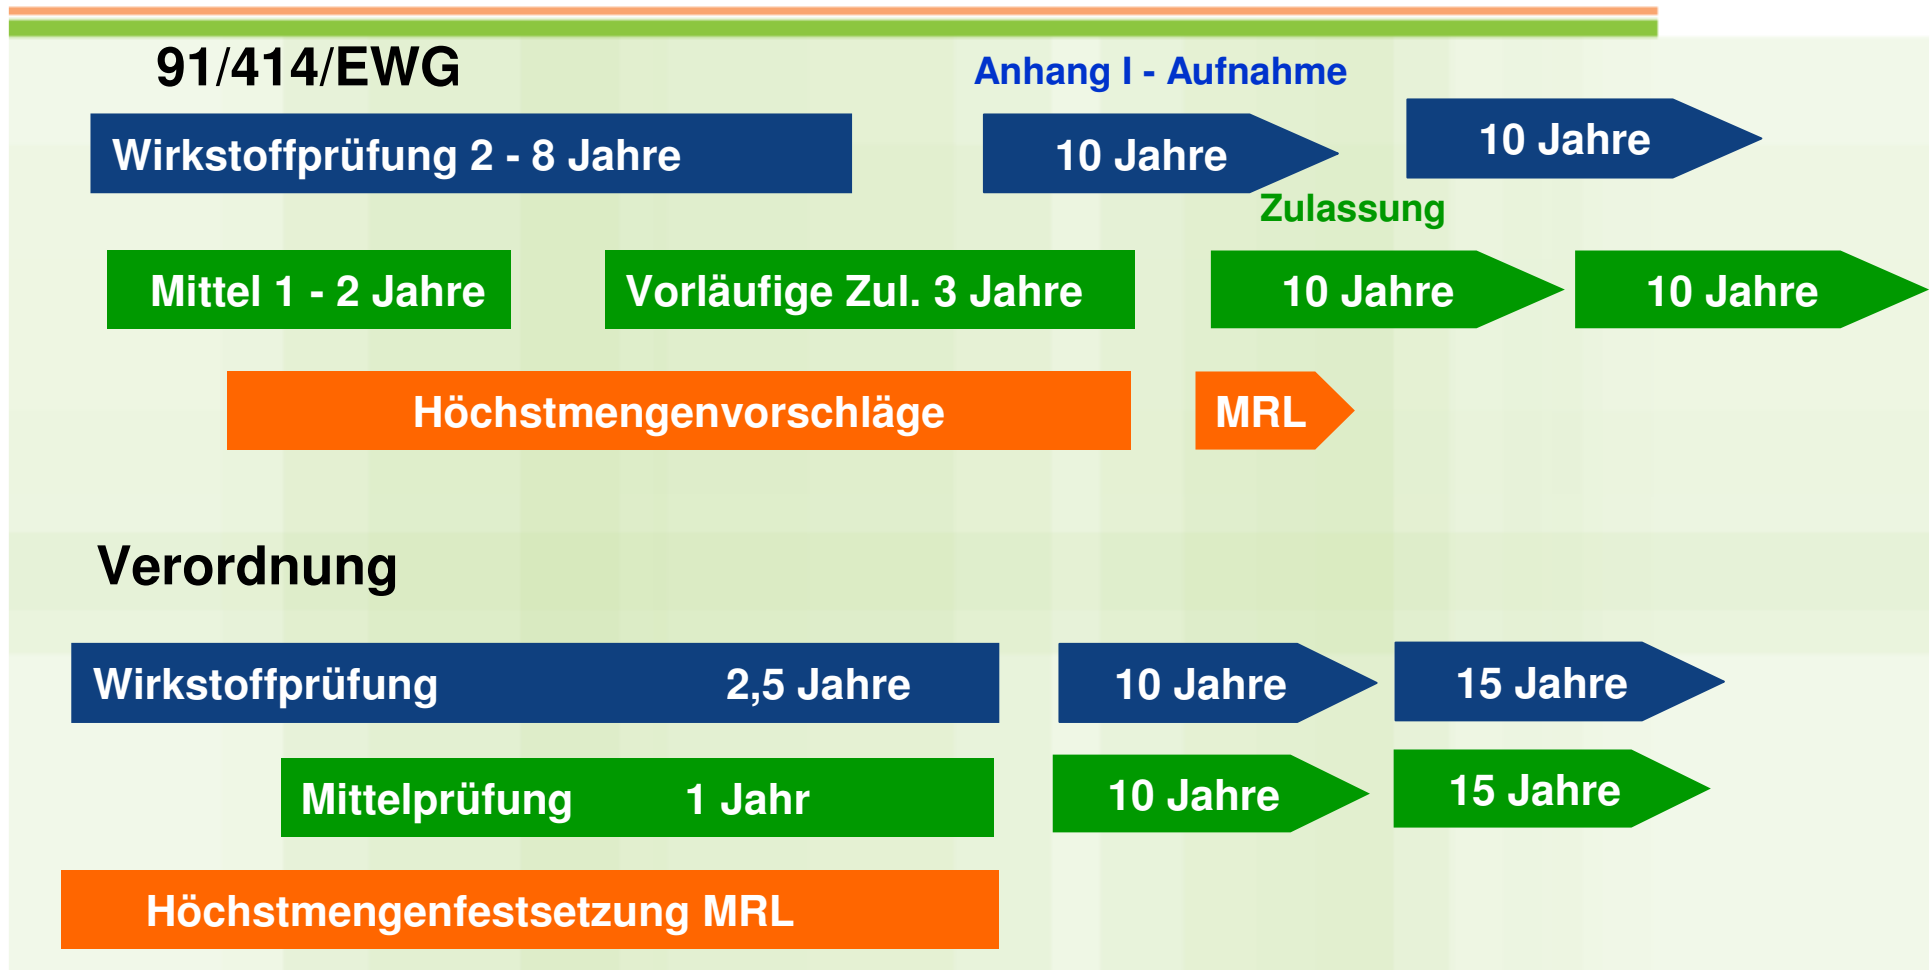 91/414/EWG
Anhang I - Aufnahme
Wirkstoffprüfung 2 - 8 Jahre
10 Jahre
10 Jahre
Zulassung
Mittel 1 - 2 Jahre
Vorläufige Zul. 3 Jahre
10 Jahre
10 Jahre
Höchstmengenvorschläge
MRL
Verordnung
Wirkstoffprüfung 2,5 Jahre
10 Jahre
15 Jahre
Mittelprüfung 1 Jahr
10 Jahre
15 Jahre
Höchstmengenfestsetzung MRL